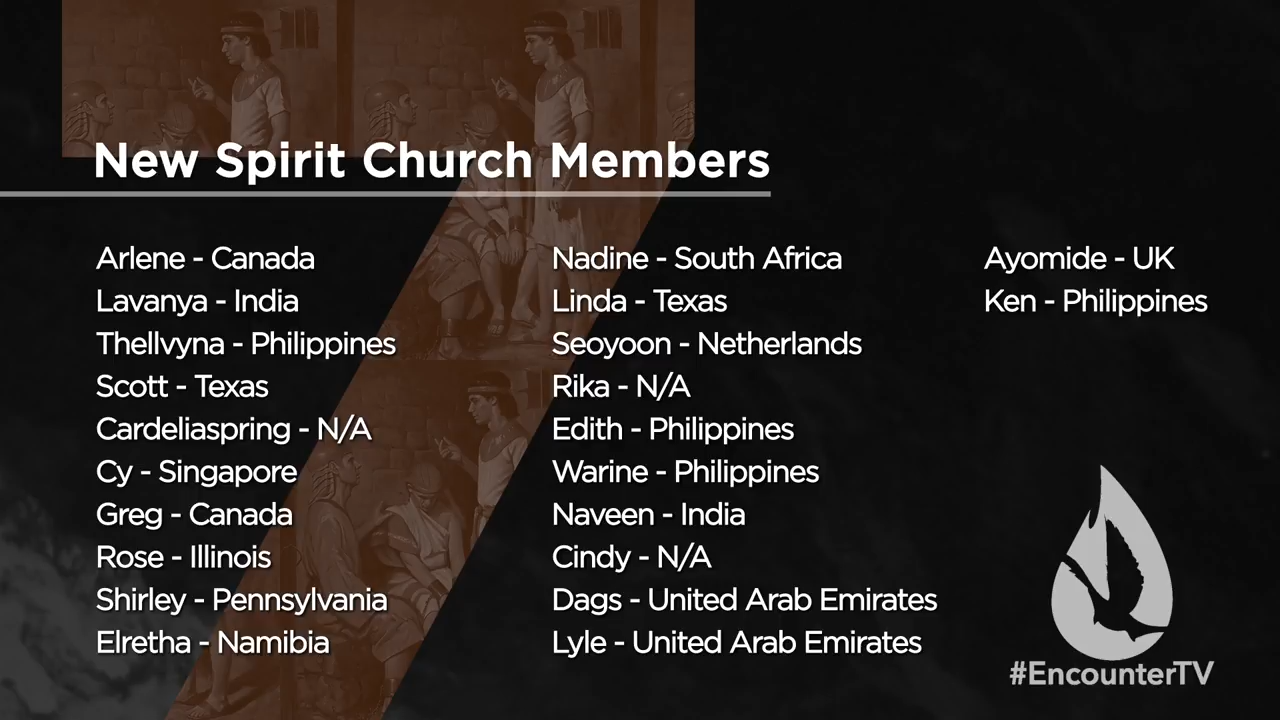 New Spirit Church Members
Arlene - Canada
Lavanya - India
Thellvyna - Philippines
Scott - Texas
Cardeliaspring - N/A
Cy - Singapore
Greg - Canada
Rose - Illinois
Shirley - Pennsylvania
Elretha - Namibia
Nadine - South Africa
Linda - Texas
Seoyoon - Netherlands
Rika - N/A
Edith - Philippines
Warine - Philippines
Naveen - India
Cindy - N/A
Dags - United Arab Emirates
Lyle - United Arab Emirates
Ayomide - UK
Ken - Philippines
#EncounterTV